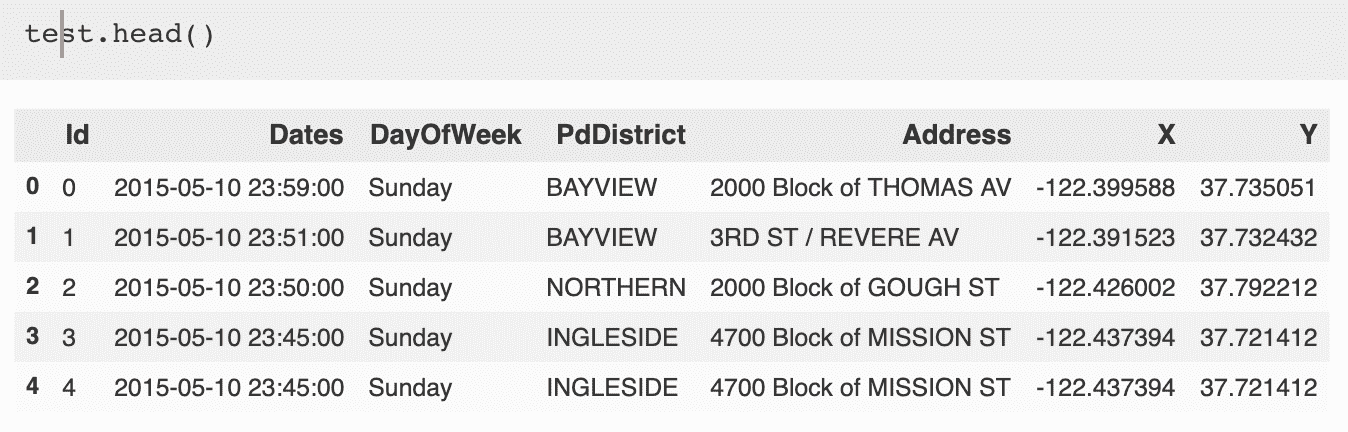 test.head()
Id Dates DayOfWeek PdDistrict Address X Y
0 0 2015-05-10 23:59:00 Sunday BAYVIEW 2000 Block of THOMAS AV -122.399588 37.735051
1 1 2015-05-10 23:51:00 Sunday BAYVIEW 3RD ST / REVERE AV -122.391523 37.732432
2 2 2015-05-10 23:50:00 Sunday NORTHERN 2000 Block of GOUGH ST -122.426002 37.792212
3 3 2015-05-10 23:45:00 Sunday INGLESIDE 4700 Block of MISSION ST -122.437394 37.721412
4 4 2015-05-10 23:45:00 Sunday INGLESIDE 4700 Block of MISSION ST -122.437394 37.721412